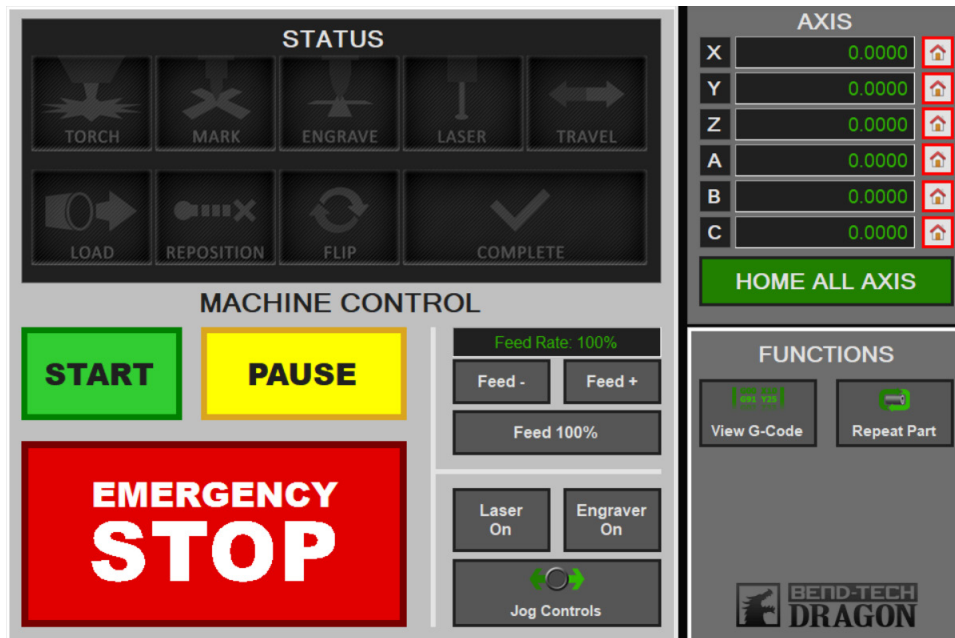 STATUS
TORCH
MARK
ENGRAVE
LASER
TRAVEL
LOAD
REPOSITION
FLIP
COMPLETE
MACHINE CONTROL
START
PAUSE
EMERGENCY
STOP
Feed Rate: 100%
Feed -
Feed +
Feed 100%
Laser
On
Engraver
On
Jog Controls
AXIS
X 0.0000
Y 0.0000
Z 0.0000
A 0.0000
B 0.0000
C 0.0000
HOME ALL AXIS
FUNCTIONS
G91 Y25
View G-Code
Repeat Part
BEND-TECH
DRAGON